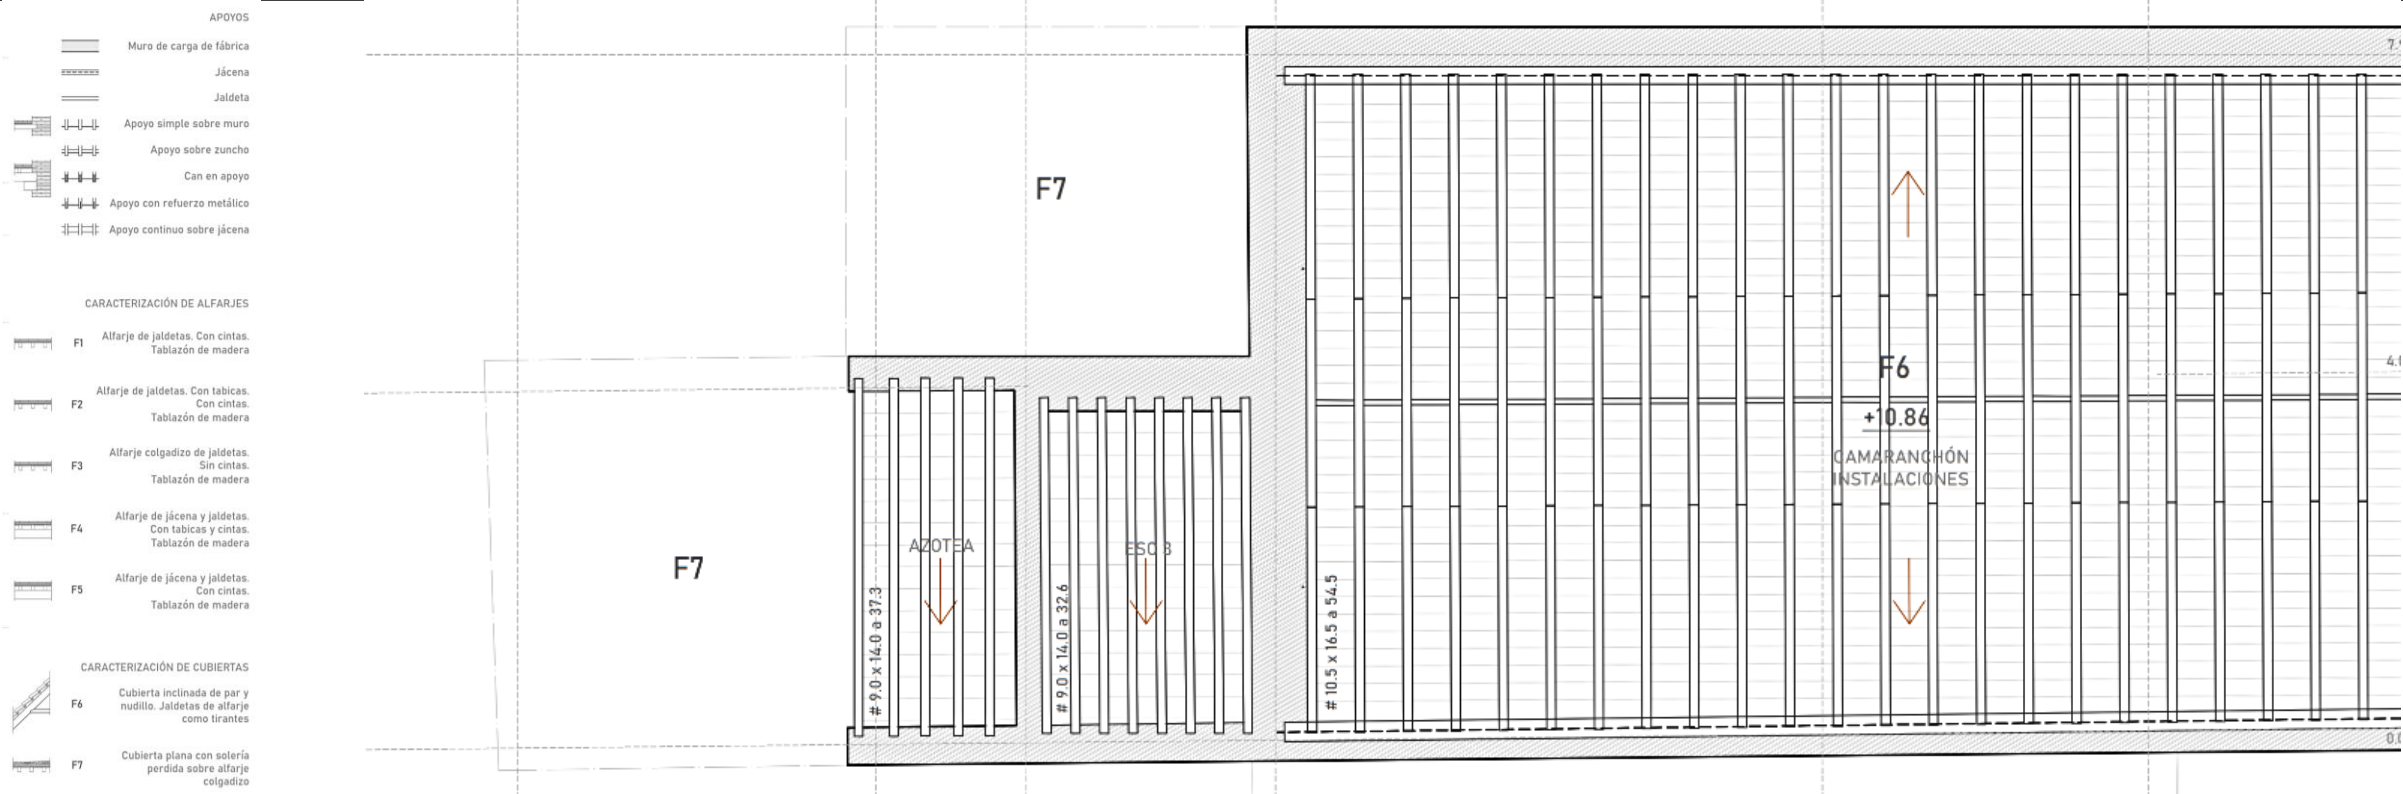 APOYOS
Muro de carga de fábrica
Jácena
Jaldeta
Apoyo simple sobre muro
Apoyo sobre zuncho
Can en apoyo
Apoyo con refuerzo metálico
Apoyo continuo sobre jácena
CARACTERIZACIÓN DE ALFARJES
F1
Alfarje de jaldetas. Con cintas.
Tablazón de madera
F2
Alfarje de jaldetas. Con tabicas.
Con cintas.
Tablazón de madera
F3
Alfarje colgadizo de jaldetas.
Sin cintas.
Tablazón de madera
F4
Alfarje de jácena y jaldetas.
Con tabicas y cintas.
Tablazón de madera
F5
Alfarje de jácena y jaldetas.
Con cintas.
Tablazón de madera
CARACTERIZACIÓN DE CUBIERTAS
F6
Cubierta inclinada de par y
nudillo. Jaldetas de alfarje
como tirantes
F7
Cubierta plana con solería
perdida sobre alfarje
colgadizo
F7
F7
AZOTEA
# 9.0 x 14.0 a 37.3
ESC 3
# 9.0 x 14.0 a 32.6
# 10.5 x 16.5 a 54.5
F6
+10.86
CAMARANCHÓN
INSTALACIONES